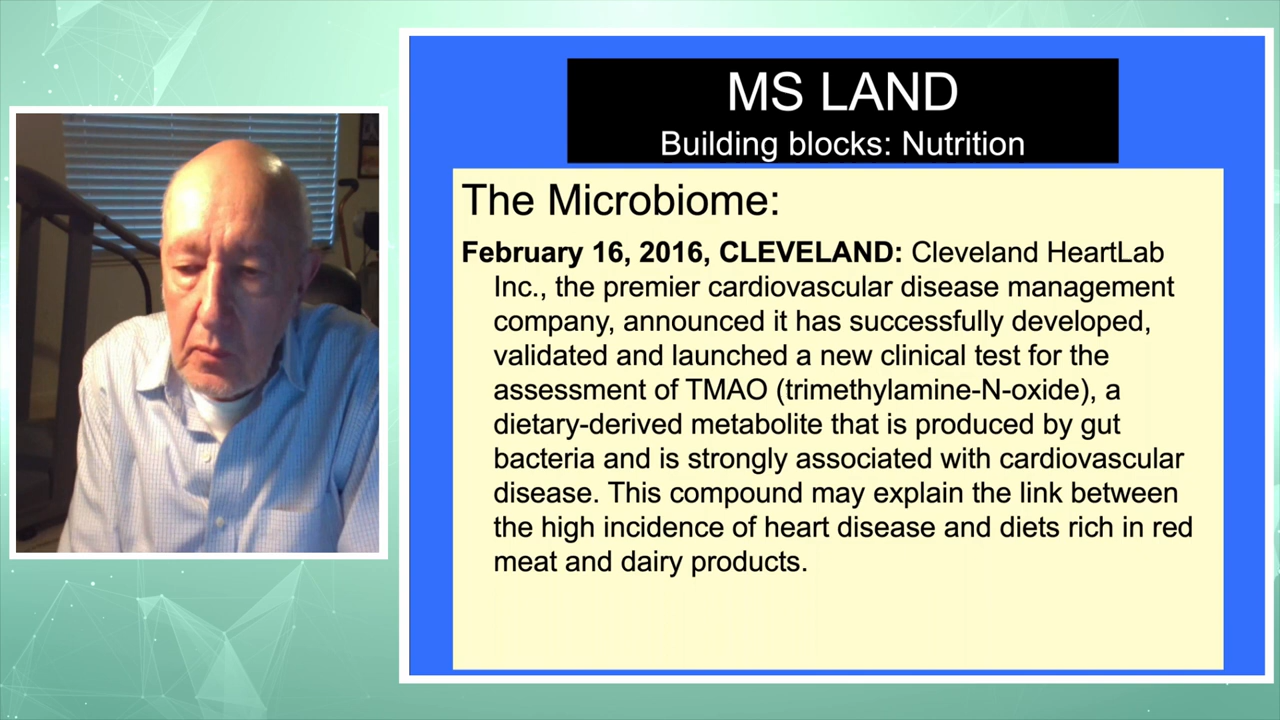 MS LAND
Building blocks: Nutrition
The Microbiome:
February 16, 2016, CLEVELAND: Cleveland HeartLab
Inc., the premier cardiovascular disease management
company, announced it has successfully developed,
validated and launched a new clinical test for the
assessment of TMAO (trimethylamine-N-oxide), a
dietary-derived metabolite that is produced by gut
bacteria and is strongly associated with cardiovascular
disease. This compound may explain the link between
the high incidence of heart disease and diets rich in red
meat and dairy products.